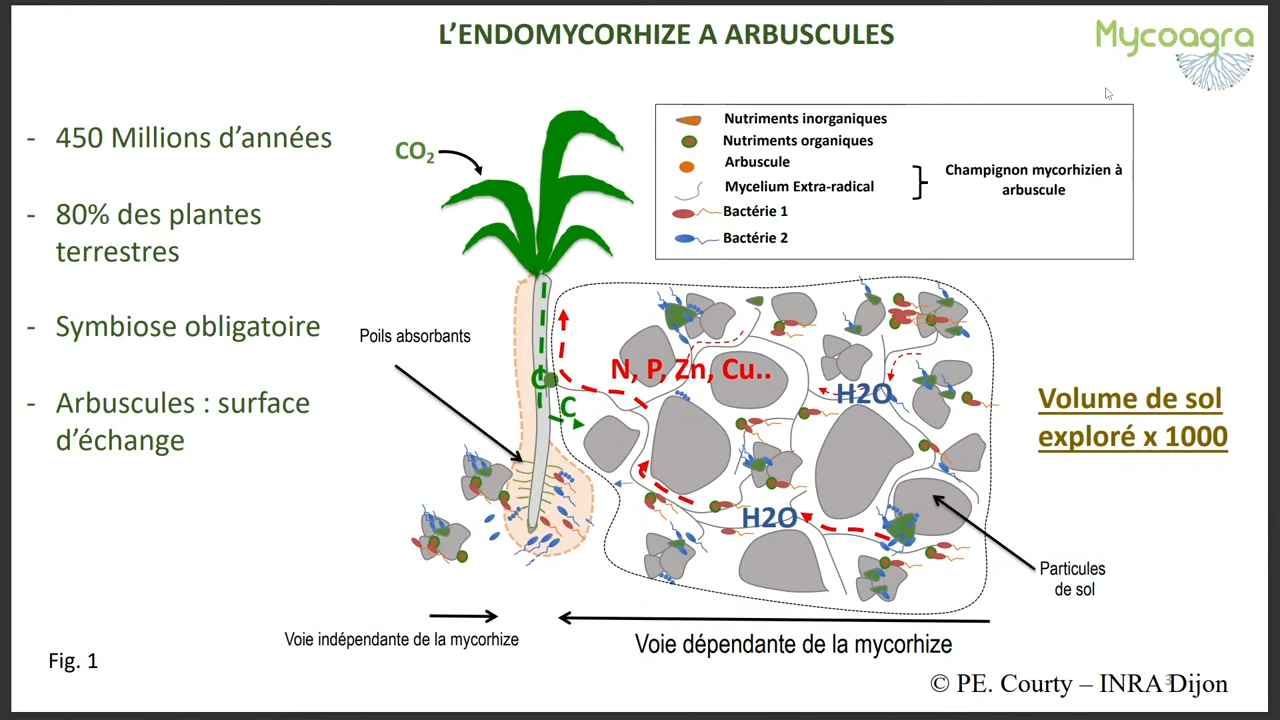 L’ENDOMYCORHIZE A ARBUSCULES
Mycoagra
- 450 Millions d’années
- 80% des plantes
terrestres
- Symbiose obligatoire
- Arbuscules : surface
d’échange
CO2
Nutriments inorganiques
Nutriments organiques
Arbuscule
Mycelium Extra-radical
Bactérie 1
Bactérie 2
Champignon mycorhizien à
arbuscule
Poils absorbants
N, P, Zn, Cu..
H2O
C
C
H2O
Volume de sol
exploré x 1000
Particules
de sol
Voie indépendante de la mycorhize
Voie dépendante de la mycorhize
Fig. 1
3
© PE. Courty – INRA Dijon